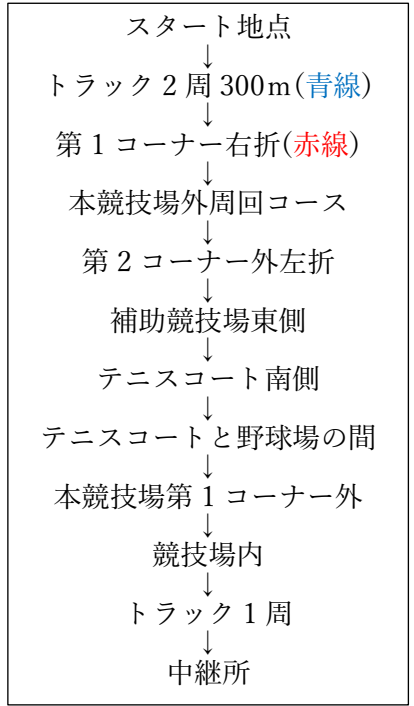 スタート地点
↓
トラック2周 300m(青線)
↓
第1コーナー右折(赤線)
↓
本競技場外周回コース
↓
第2コーナー外左折
↓
補助競技場東側
↓
テニスコート南側
↓
テニスコートと野球場の間
↓
本競技場第1コーナー外
↓
競技場内
↓
トラック1周
↓
中継所